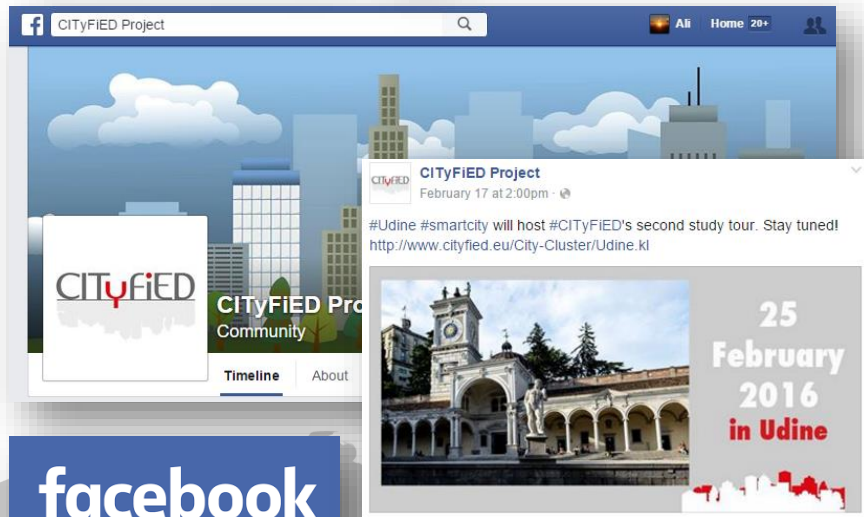 CITyFiED Project
Ali Home 20+
CITyFiED
CITyFiED Pro
Community
Timeline About
CITyFiED
CITyFiED Project
February 17 at 2:00pm ·
#Udine #smartcity will host #CITyFiED's second study tour. Stay tuned!
http://www.cityfied.eu/City-Cluster/Udine.kl
25
February
2016
in Udine
facebook